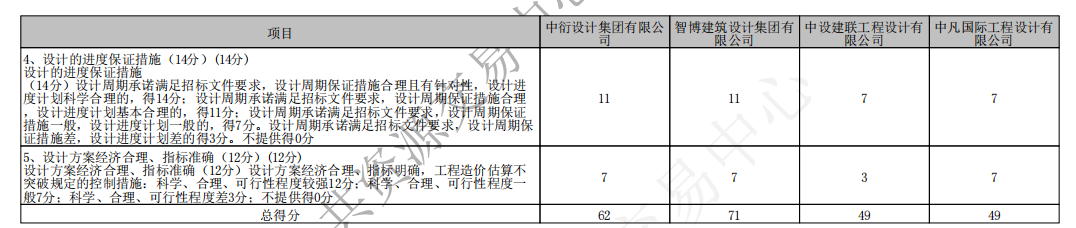 项目
中衍设计集团有限公
司
智博建筑设计集团有
限公司
中设建联工程设计有
限公司
中凡国际工程设计有
限公司
4、设计的进度保证措施（14分）(14分)
设计的进度保证措施
（14分）设计周期承诺满足招标文件要求，设计周期保证措施合理且有针对性，设计进
度计划科学合理的，得14分；设计周期承诺满足招标文件要求，设计周期保证措施合理
，设计进度计划基本合理的，得11分；设计周期承诺满足招标文件要求，设计周期保证
措施一般，设计进度计划一般的，得7分。设计周期承诺满足招标文件要求，设计周期保
证措施差，设计进度计划差的得3分。不提供得0分
11
11
7
7
5、设计方案经济合理、指标准确（12分）(12分)
设计方案经济合理、指标准确（12分）设计方案经济合理、指标明确，工程造价估算不
突破规定的控制措施：科学、合理、可行性程度较强12分；科学、合理、可行性程度一
般7分；科学、合理、可行性程度差3分；不提供得0分
7
7
3
7
总得分
62
71
49
49
共资源交易中心
易中心